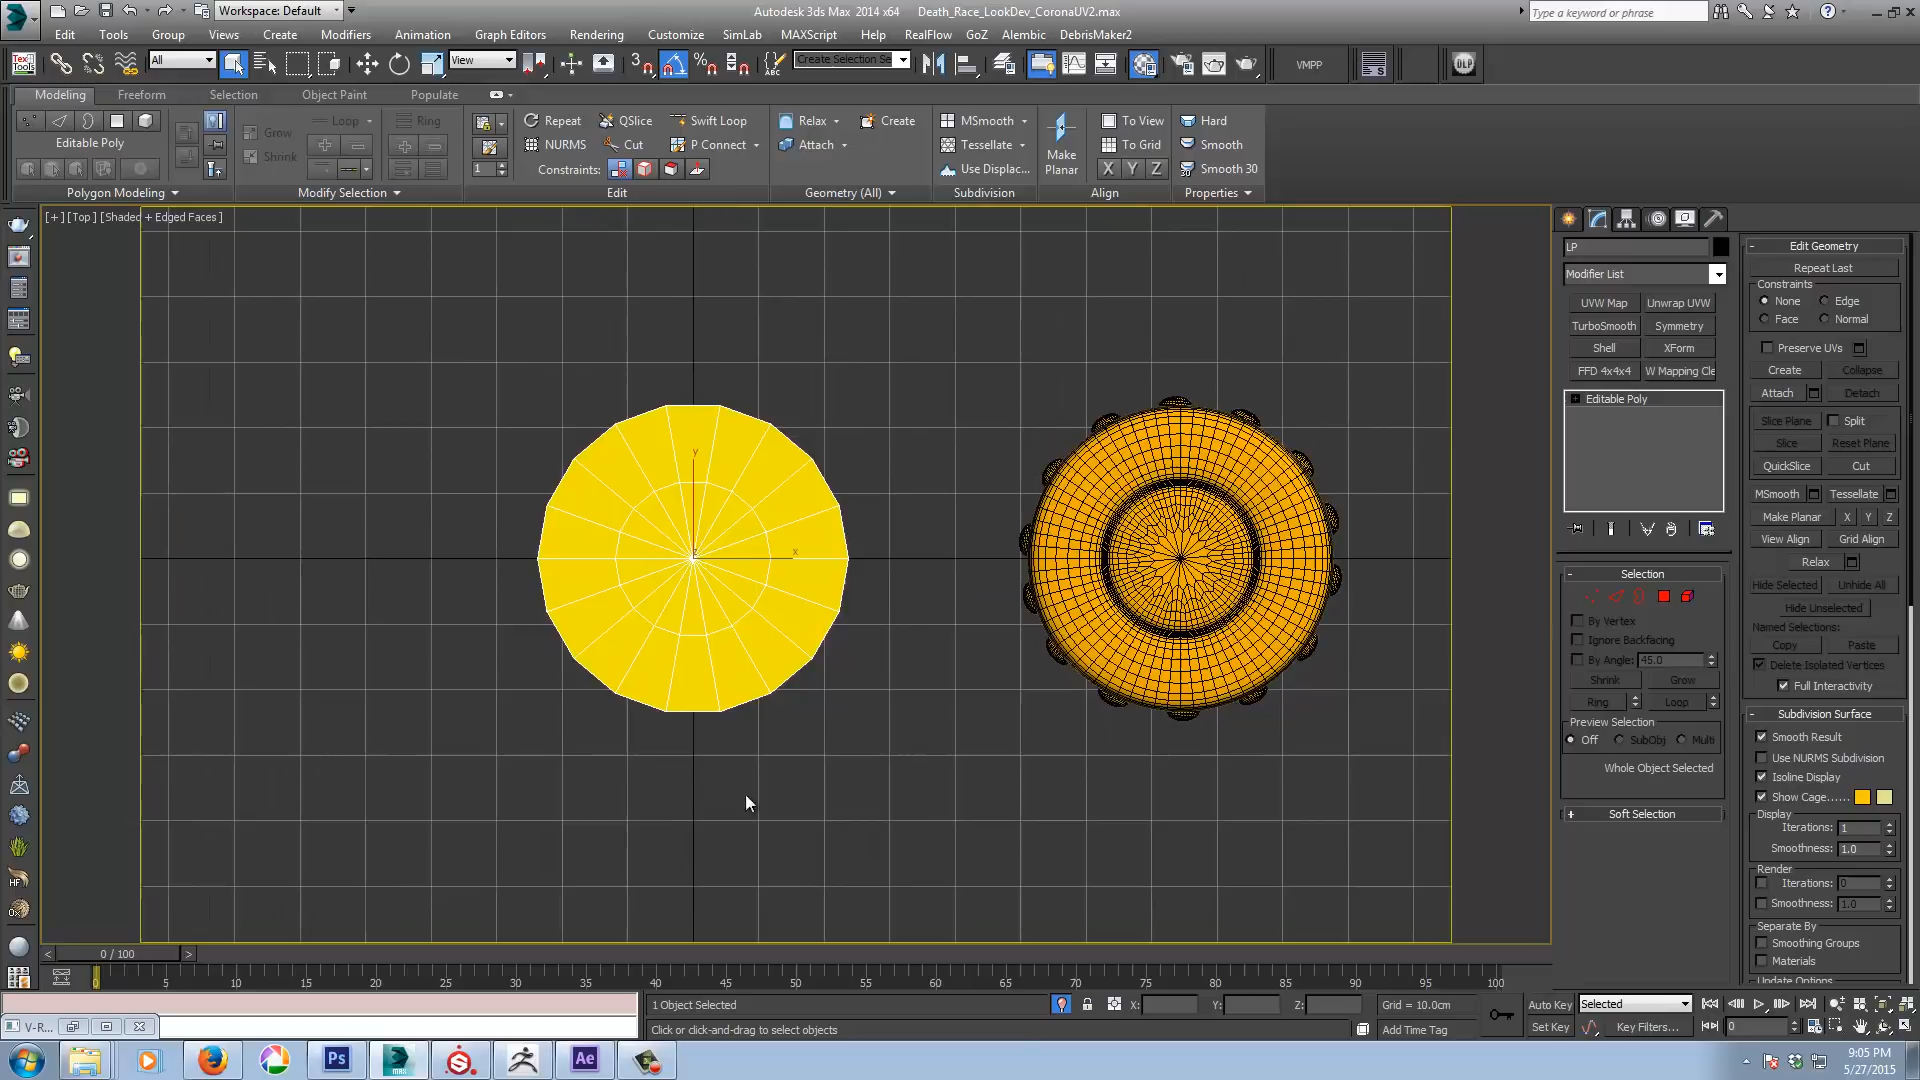 Workspace: Default
Autodesk 3ds Max 2014 x64 Death_Race_LookDev_CoronaUV2.max
Type a keyword or phrase
Edit Tools Group Views Create Modifiers Animation Graph Editors Rendering Customize SimLab MAXScript Help RealFlow GoZ Alembic DebrisMaker2
Tex Tools All View Create Selection Se VMPP DLP
Modeling Freeform Selection Object Paint Populate
Grow Loop Ring Repeat QSlice Swift Loop Relax Create MSmooth To View Hard
Editable Poly NURMS Cut P Connect Attach Tessellate Make Planar To Grid Smooth
Shrink 1 Constraints: Use Displac... X Y Z Smooth 30
Polygon Modeling Modify Selection Edit Geometry (All) Subdivision Align Properties
[+] [Top] [Shaded + Edged Faces]
LP
Modifier List
UVW Map Unwrap UVW
TurboSmooth Symmetry
Shell XForm
FFD 4x4x4 W Mapping Cle
Editable Poly
Selection
By Vertex
Ignore Backfacing
By Angle: 45.0
Shrink Grow
Ring Loop
Preview Selection
Off SubObj Multi
Whole Object Selected
Soft Selection
Edit Geometry
Repeat Last
Constraints
None Edge
Face Normal
Preserve UVs
Create Collapse
Attach Detach
Slice Plane Split
Slice Reset Plane
QuickSlice Cut
MSmooth Tessellate
Make Planar X Y Z
View Align Grid Align
Relax
Hide Selected Unhide All
Hide Unselected
Named Selections:
Copy Paste
Delete Isolated Vertices
Full Interactivity
Subdivision Surface
Smooth Result
Use NURMS Subdivision
Isoline Display
Show Cage......
Display
Iterations: 1
Smoothness: 1.0
Render
Iterations: 0
Smoothness: 1.0
Separate By
Smoothing Groups
Materials
Update Options
y
x
0 / 100
0 5 10 15 20 25 30 35 40 45 50 55 60 65 70 75 80 85 90 95 100
1 Object Selected X: Y: Z: Grid = 10.0cm Auto Key Selected
V-R... Click or click-and-drag to select objects Add Time Tag Set Key Key Filters... 0
Ps MAX Ae
9:05 PM
5/27/2015